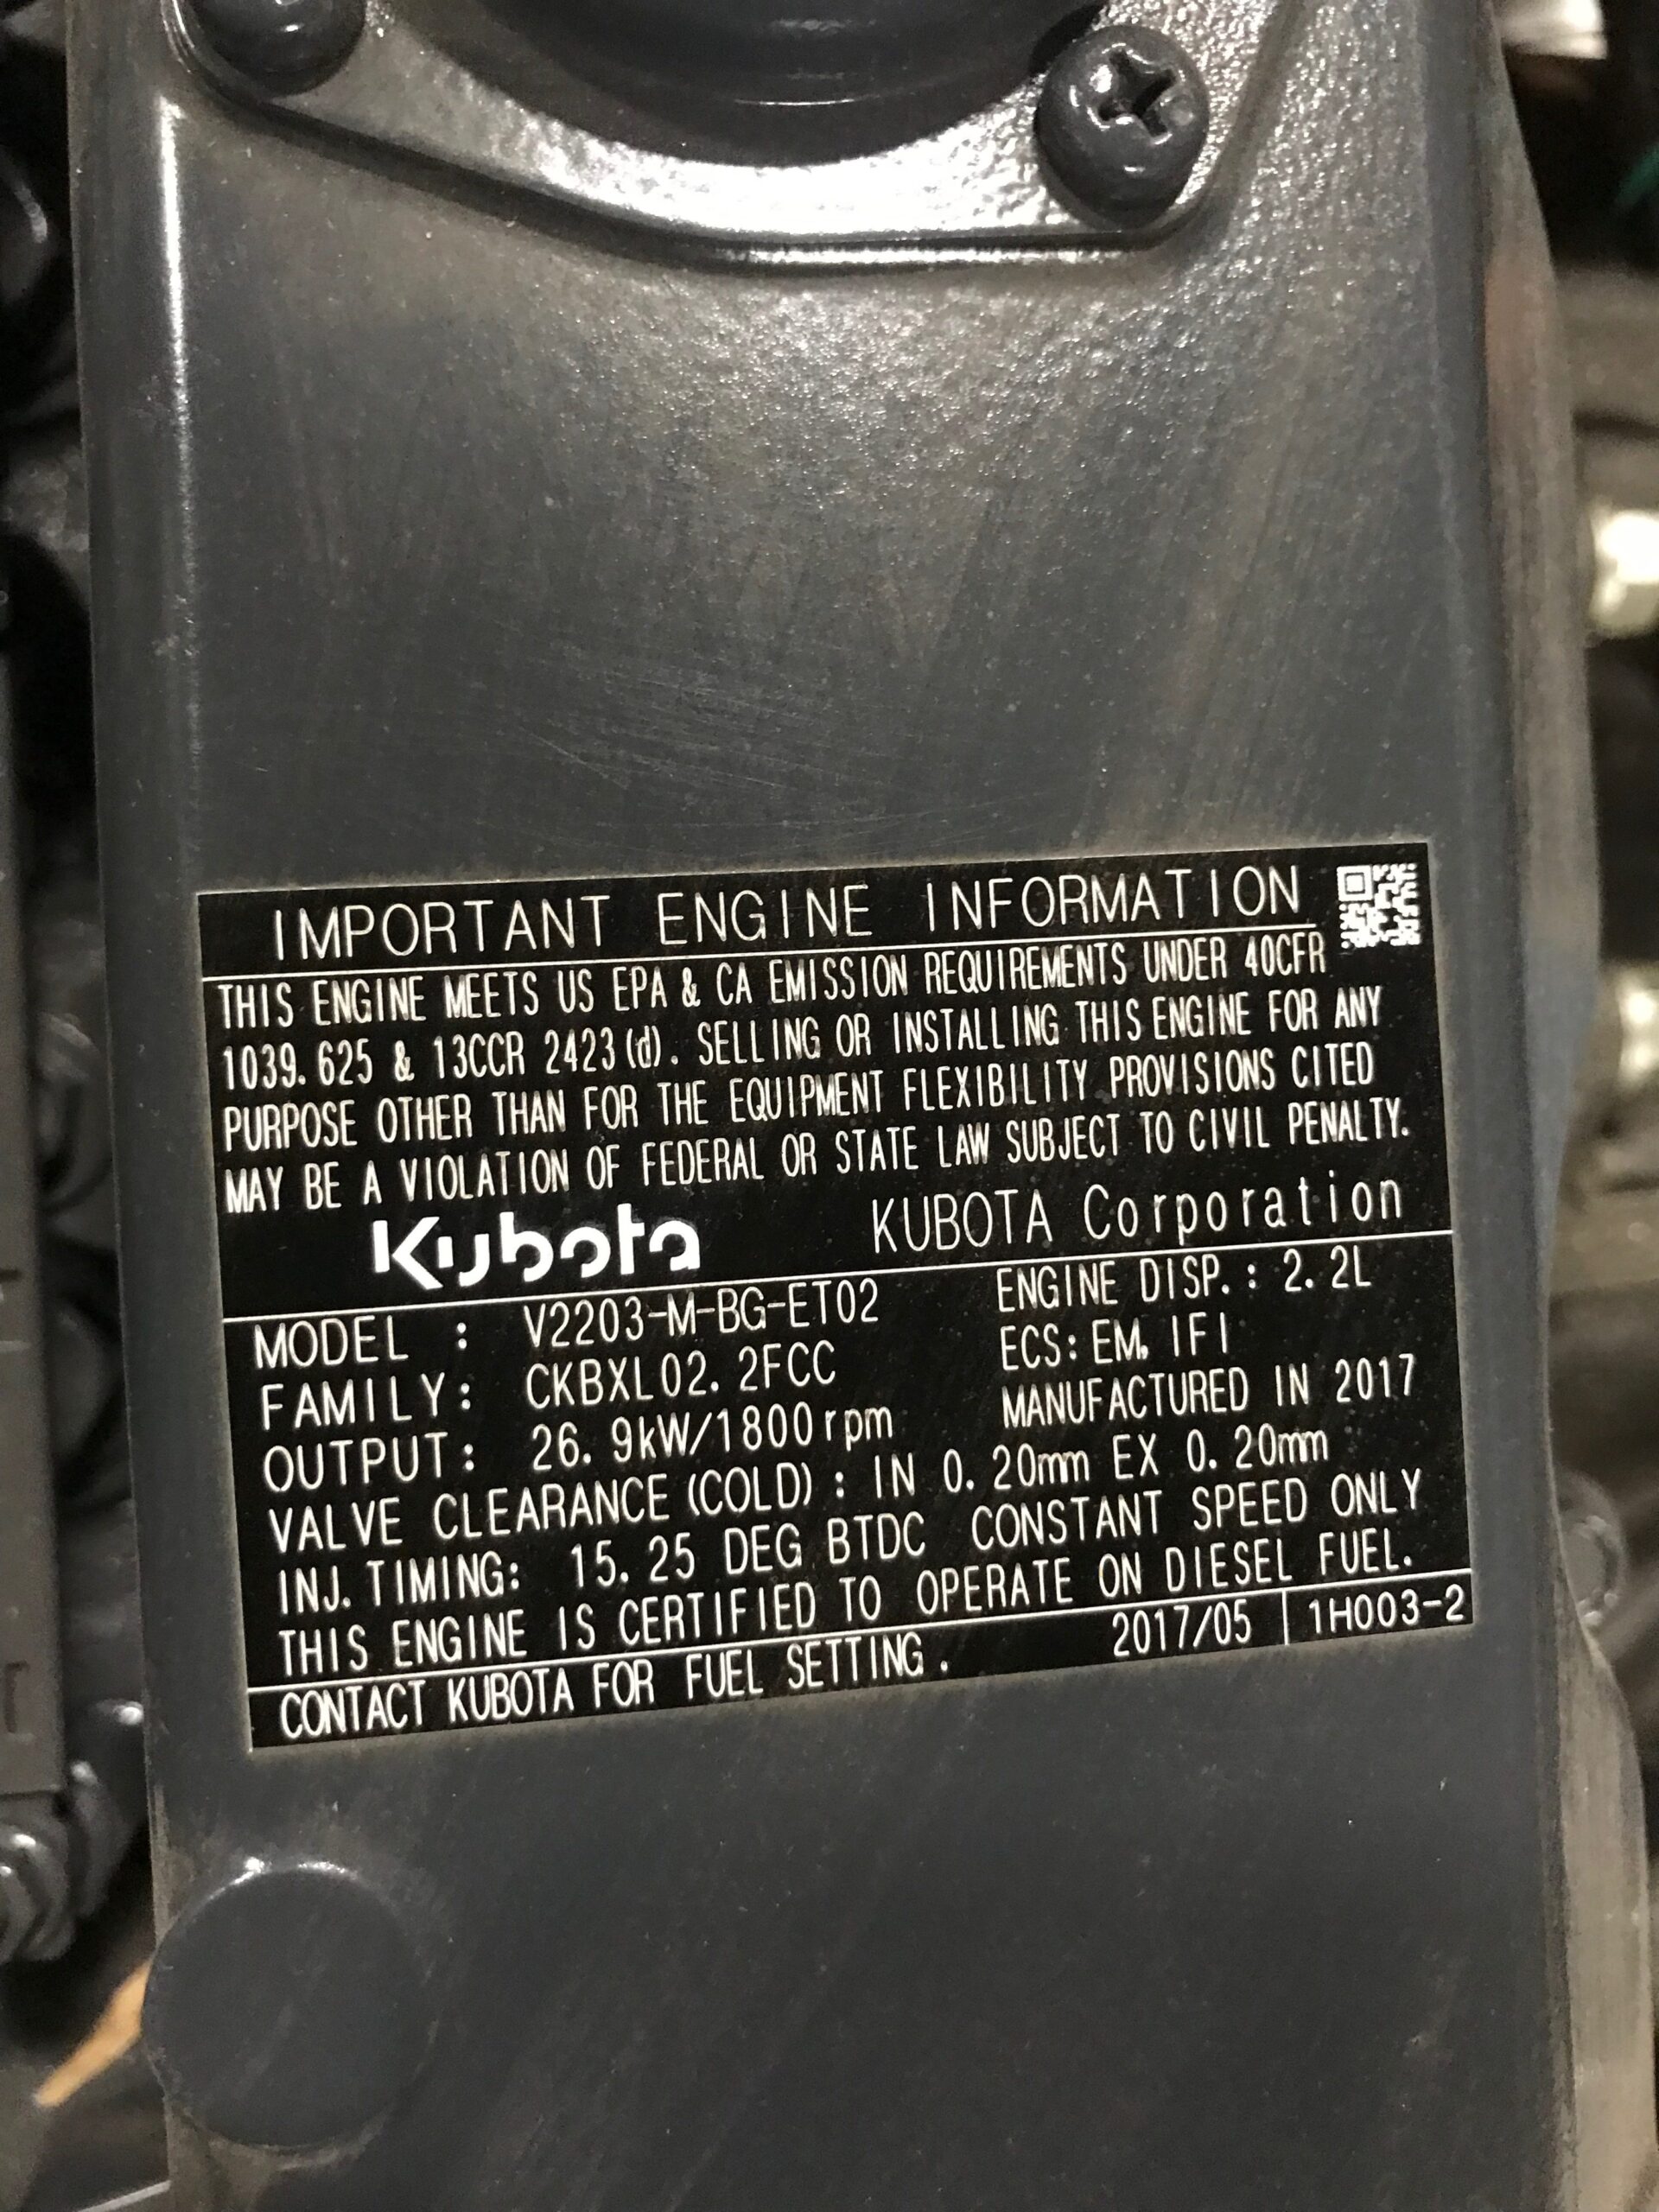 IMPORTANT ENGINE INFORMATION
THIS ENGINE MEETS US EPA & CA EMISSION REQUIREMENTS UNDER 40CFR
1039.625 & 13CCR 2423(d). SELLING OR INSTALLING THIS ENGINE FOR ANY
PURPOSE OTHER THAN FOR THE EQUIPMENT FLEXIBILITY PROVISIONS CITED
MAY BE A VIOLATION OF FEDERAL OR STATE LAW SUBJECT TO CIVIL PENALTY.
Kubota KUBOTA Corporation
MODEL : V2203-M-BG-ET02 ENGINE DISP.: 2.2L
FAMILY: CKBXL02.2FCC ECS: EM, IFI
OUTPUT: 26.9kW/1800rpm MANUFACTURED IN 2017
VALVE CLEARANCE (COLD) : IN 0.20mm EX 0.20mm
INJ. TIMING: 15.25 DEG BTDC CONSTANT SPEED ONLY
THIS ENGINE IS CERTIFIED TO OPERATE ON DIESEL FUEL.
CONTACT KUBOTA FOR FUEL SETTING. 2017/05 1H003-2